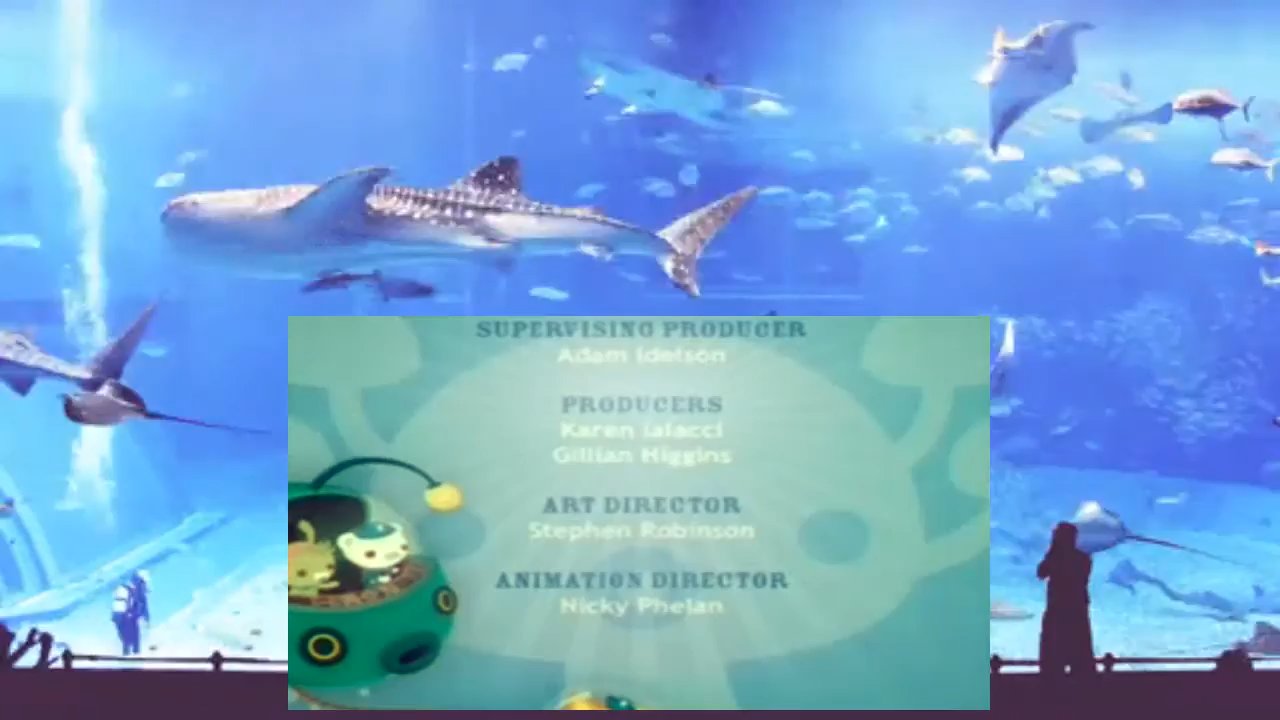 SUPERVISING PRODUCER
Adam Idelson
PRODUCERS
Karen Ialacci
Gillian Higgins
ART DIRECTOR
Stephen Robinson
ANIMATION DIRECTOR
Nicky Phelan